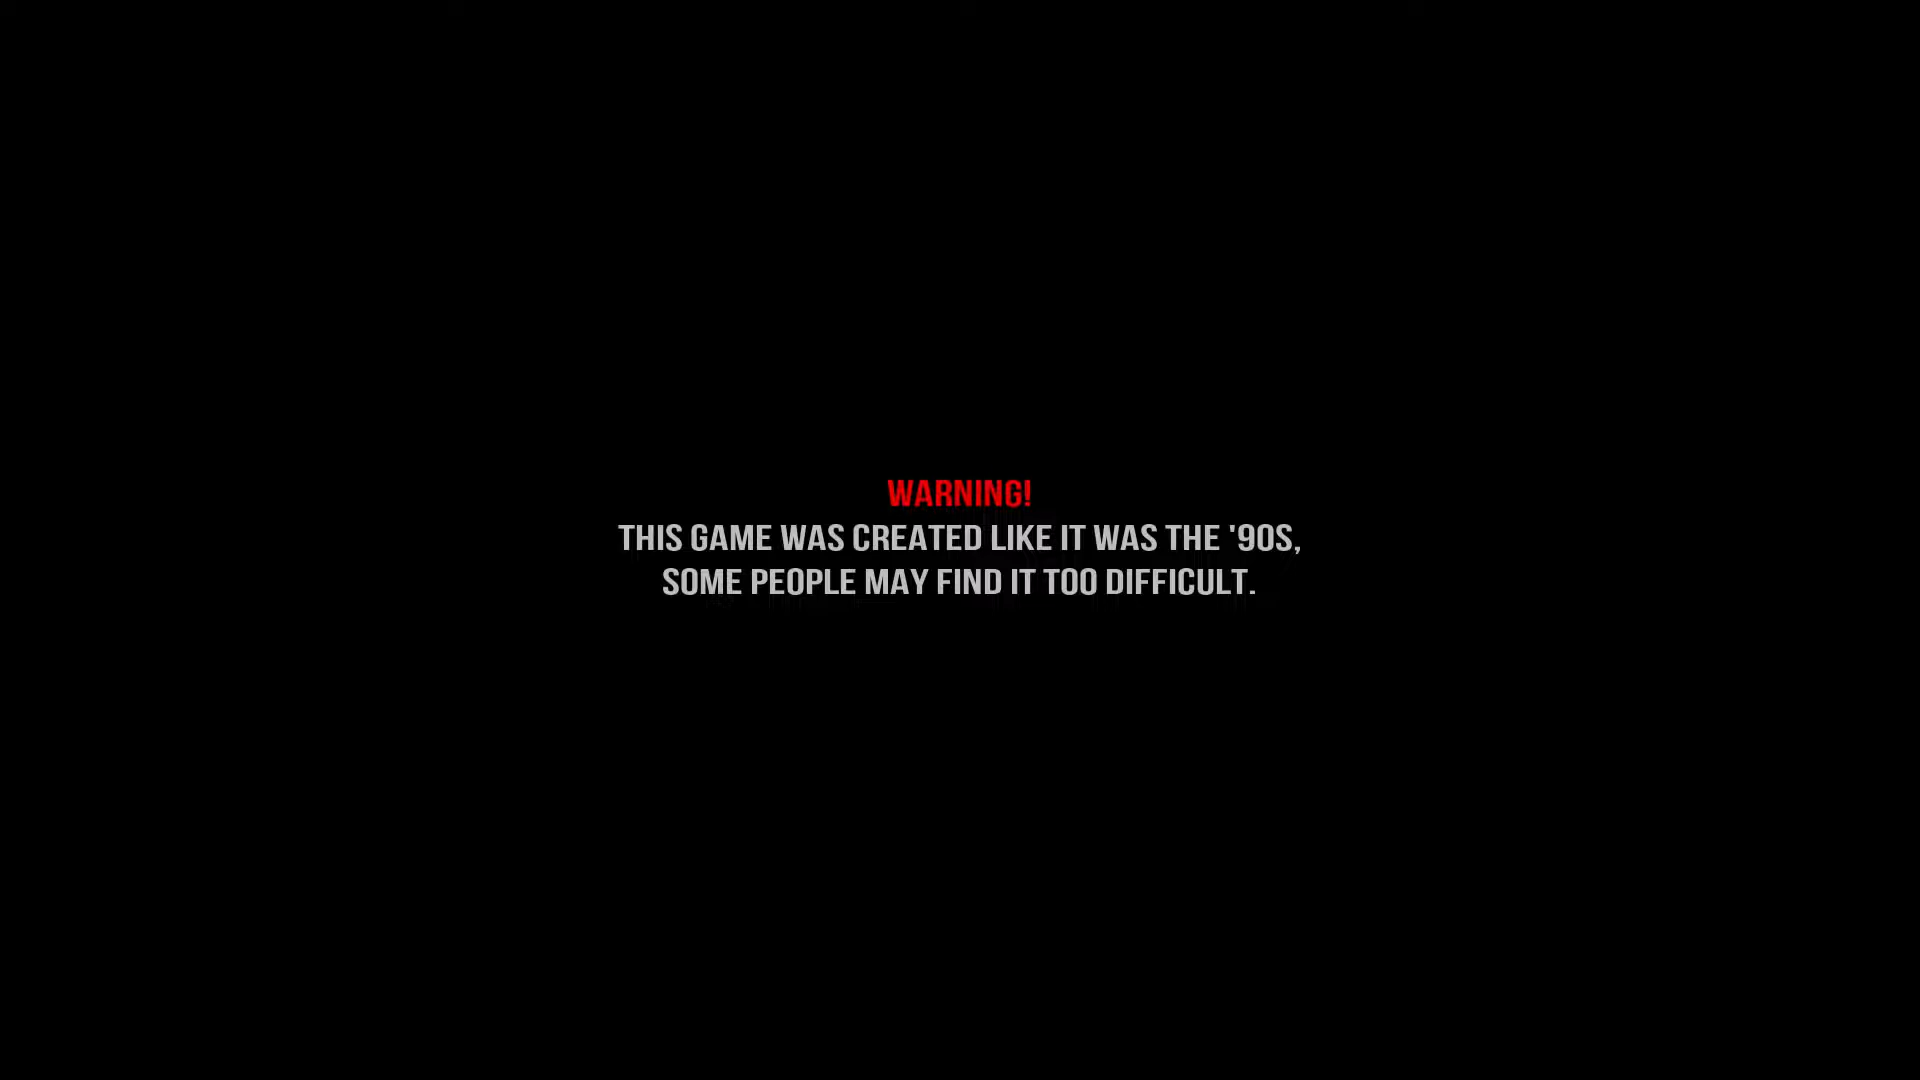 WARNING!
THIS GAME WAS CREATED LIKE IT WAS THE '90S,
SOME PEOPLE MAY FIND IT TOO DIFFICULT.